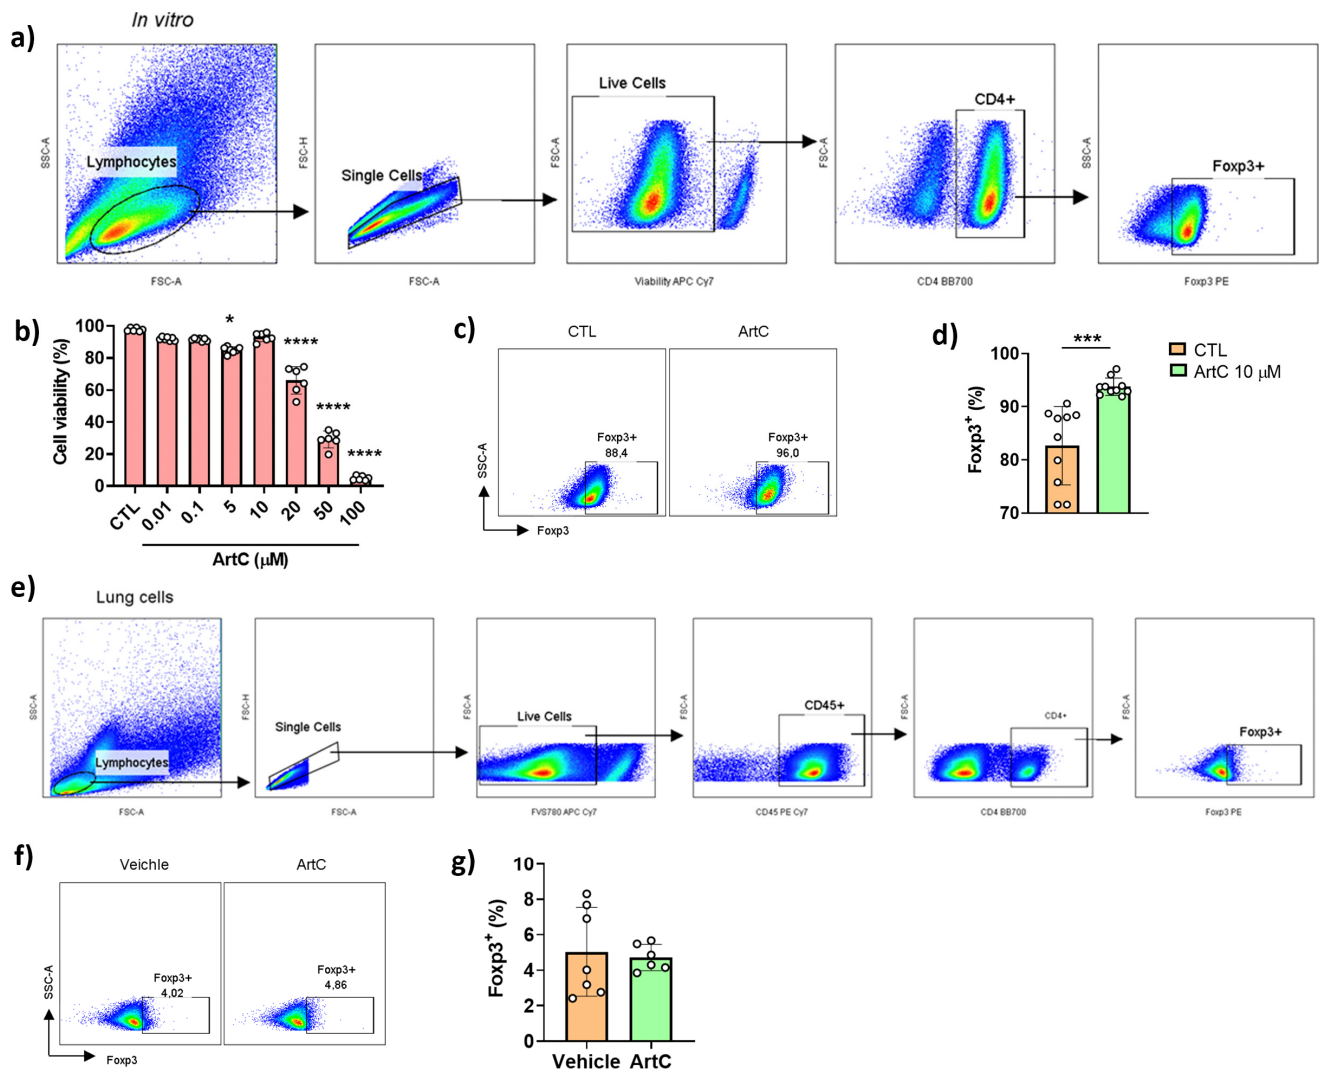 In vitro
a)
Lymphocytes
SSC-A
FSC-A
Single Cells
FSC-H
FSC-A
Live Cells
FSC-A
Viability APC Cy7
CD4+
FSC-A
CD4 BB700
Foxp3+
SSC-A
Foxp3 PE
b)
Cell viability (%)
100
80
60
40
20
0
*
****
****
****
CTL 0.01 0.1 5 10 20 50 100
ArtC (μM)
c)
CTL
ArtC
Foxp3+
88,4
Foxp3+
96,0
SSC-A
Foxp3
d)
***
Foxp3+ (%)
100
90
80
70
CTL
ArtC 10 μM
e)
Lung cells
Lymphocytes
SSC-A
FSC-A
Single Cells
FSC-H
FSC-A
Live Cells
FSC-A
FVS780 APC Cy7
CD45+
FSC-A
CD45 PE Cy7
CD4+
FSC-A
CD4 BB700
Foxp3+
FSC-A
Foxp3 PE
f)
Veichle
ArtC
Foxp3+
4,02
Foxp3+
4,86
SSC-A
Foxp3
g)
Foxp3+ (%)
10
8
6
4
2
0
Vehicle ArtC